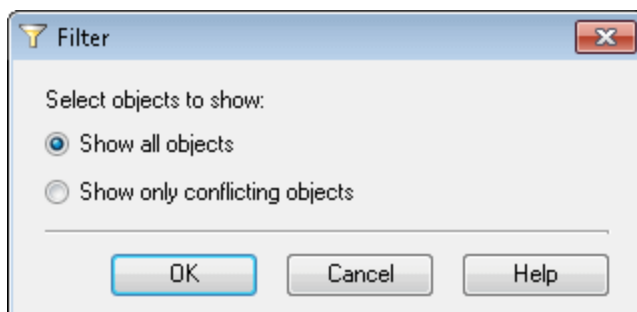 Filter
Select objects to show:
Show all objects
Show only conflicting objects
OK Cancel Help